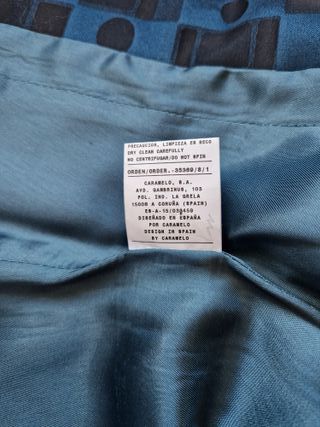 PRECAUCION, LIMPIEZA EN SECO
DRY CLEAN CAREFULLY
NO CENTRIFUGAR/DO NOT SPIN
ORDEN/ORDER.-35369/8/1
CARAMELO, S.A.
AVD. GAMBRINUS, 103
POL. IND. LA GRELA
15008 A CORUÑA (SPAIN)
ES-A-15/039459
DISEÑADO EN ESPAÑA
POR CARAMELO
DESIGN IN SPAIN
BY CARAMELO